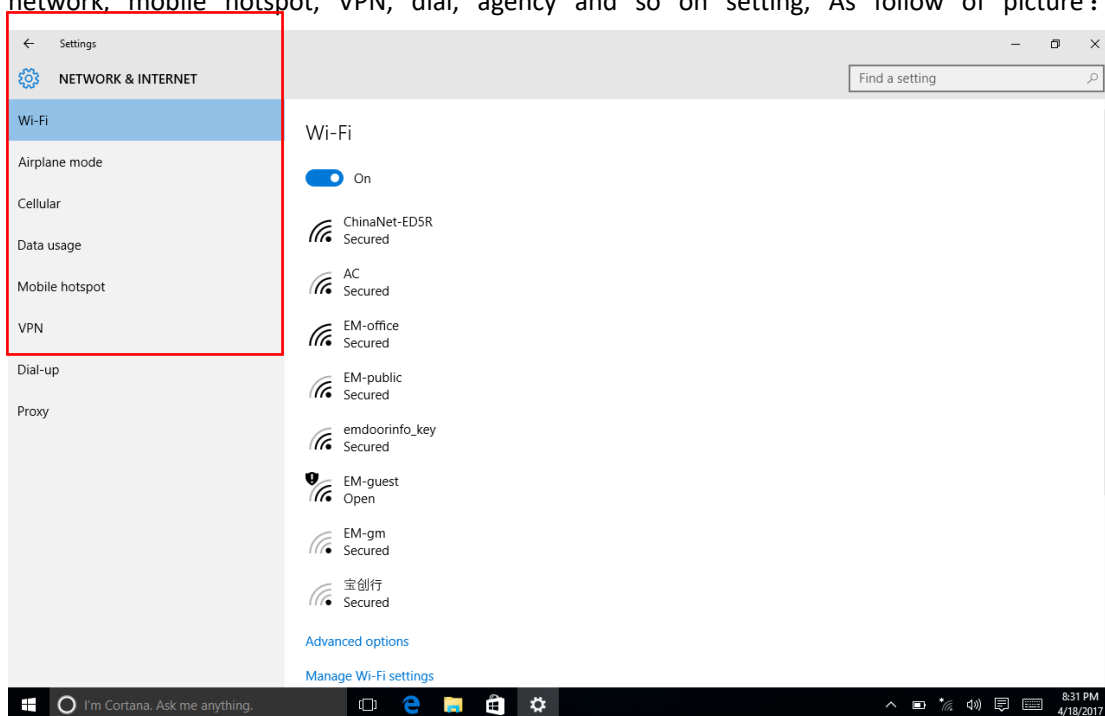 network, mobile hotspot, VPN, dial, agency and so on setting, As follow of picture：
Settings
NETWORK & INTERNET
Find a setting
Wi-Fi
Airplane mode
Cellular
Data usage
Mobile hotspot
VPN
Dial-up
Proxy
Wi-Fi
On
ChinaNet-ED5R
Secured
AC
Secured
EM-office
Secured
EM-public
Secured
emdoorinfo_key
Secured
EM-guest
Open
EM-gm
Secured
宝创行
Secured
Advanced options
Manage Wi-Fi settings
I'm Cortana. Ask me anything.
8:31 PM
4/18/2017